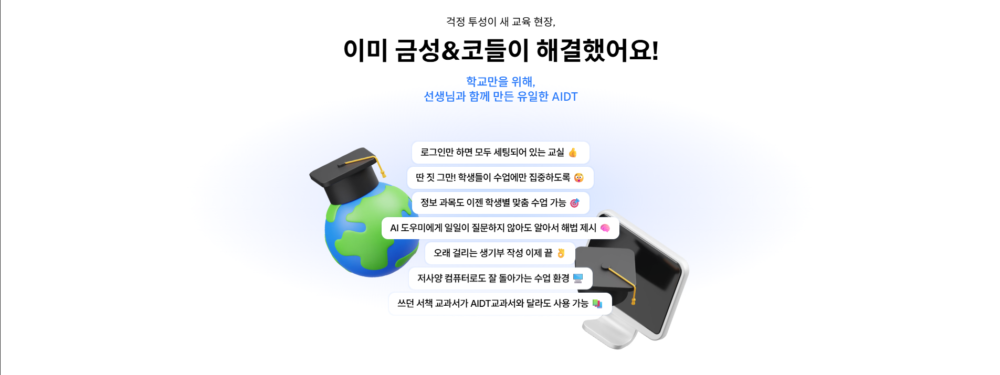 걱정 투성이 새 교육 현장,
이미 금성&코들이 해결했어요!
학교만을 위해,
선생님과 함께 만든 유일한 AIDT
로그인만 하면 모두 세팅되어 있는 교실 👍
딴 짓 그만! 학생들이 수업에만 집중하도록 😲
정보 과목도 이젠 학생별 맞춤 수업 가능 🎯
AI 도우미에게 일일이 질문하지 않아도 알아서 해법 제시 🧠
오래 걸리는 생기부 작성 이제 끝 👌
저사양 컴퓨터로도 잘 돌아가는 수업 환경 🖥️
쓰던 서책 교과서가 AIDT교과서와 달라도 사용 가능 📚